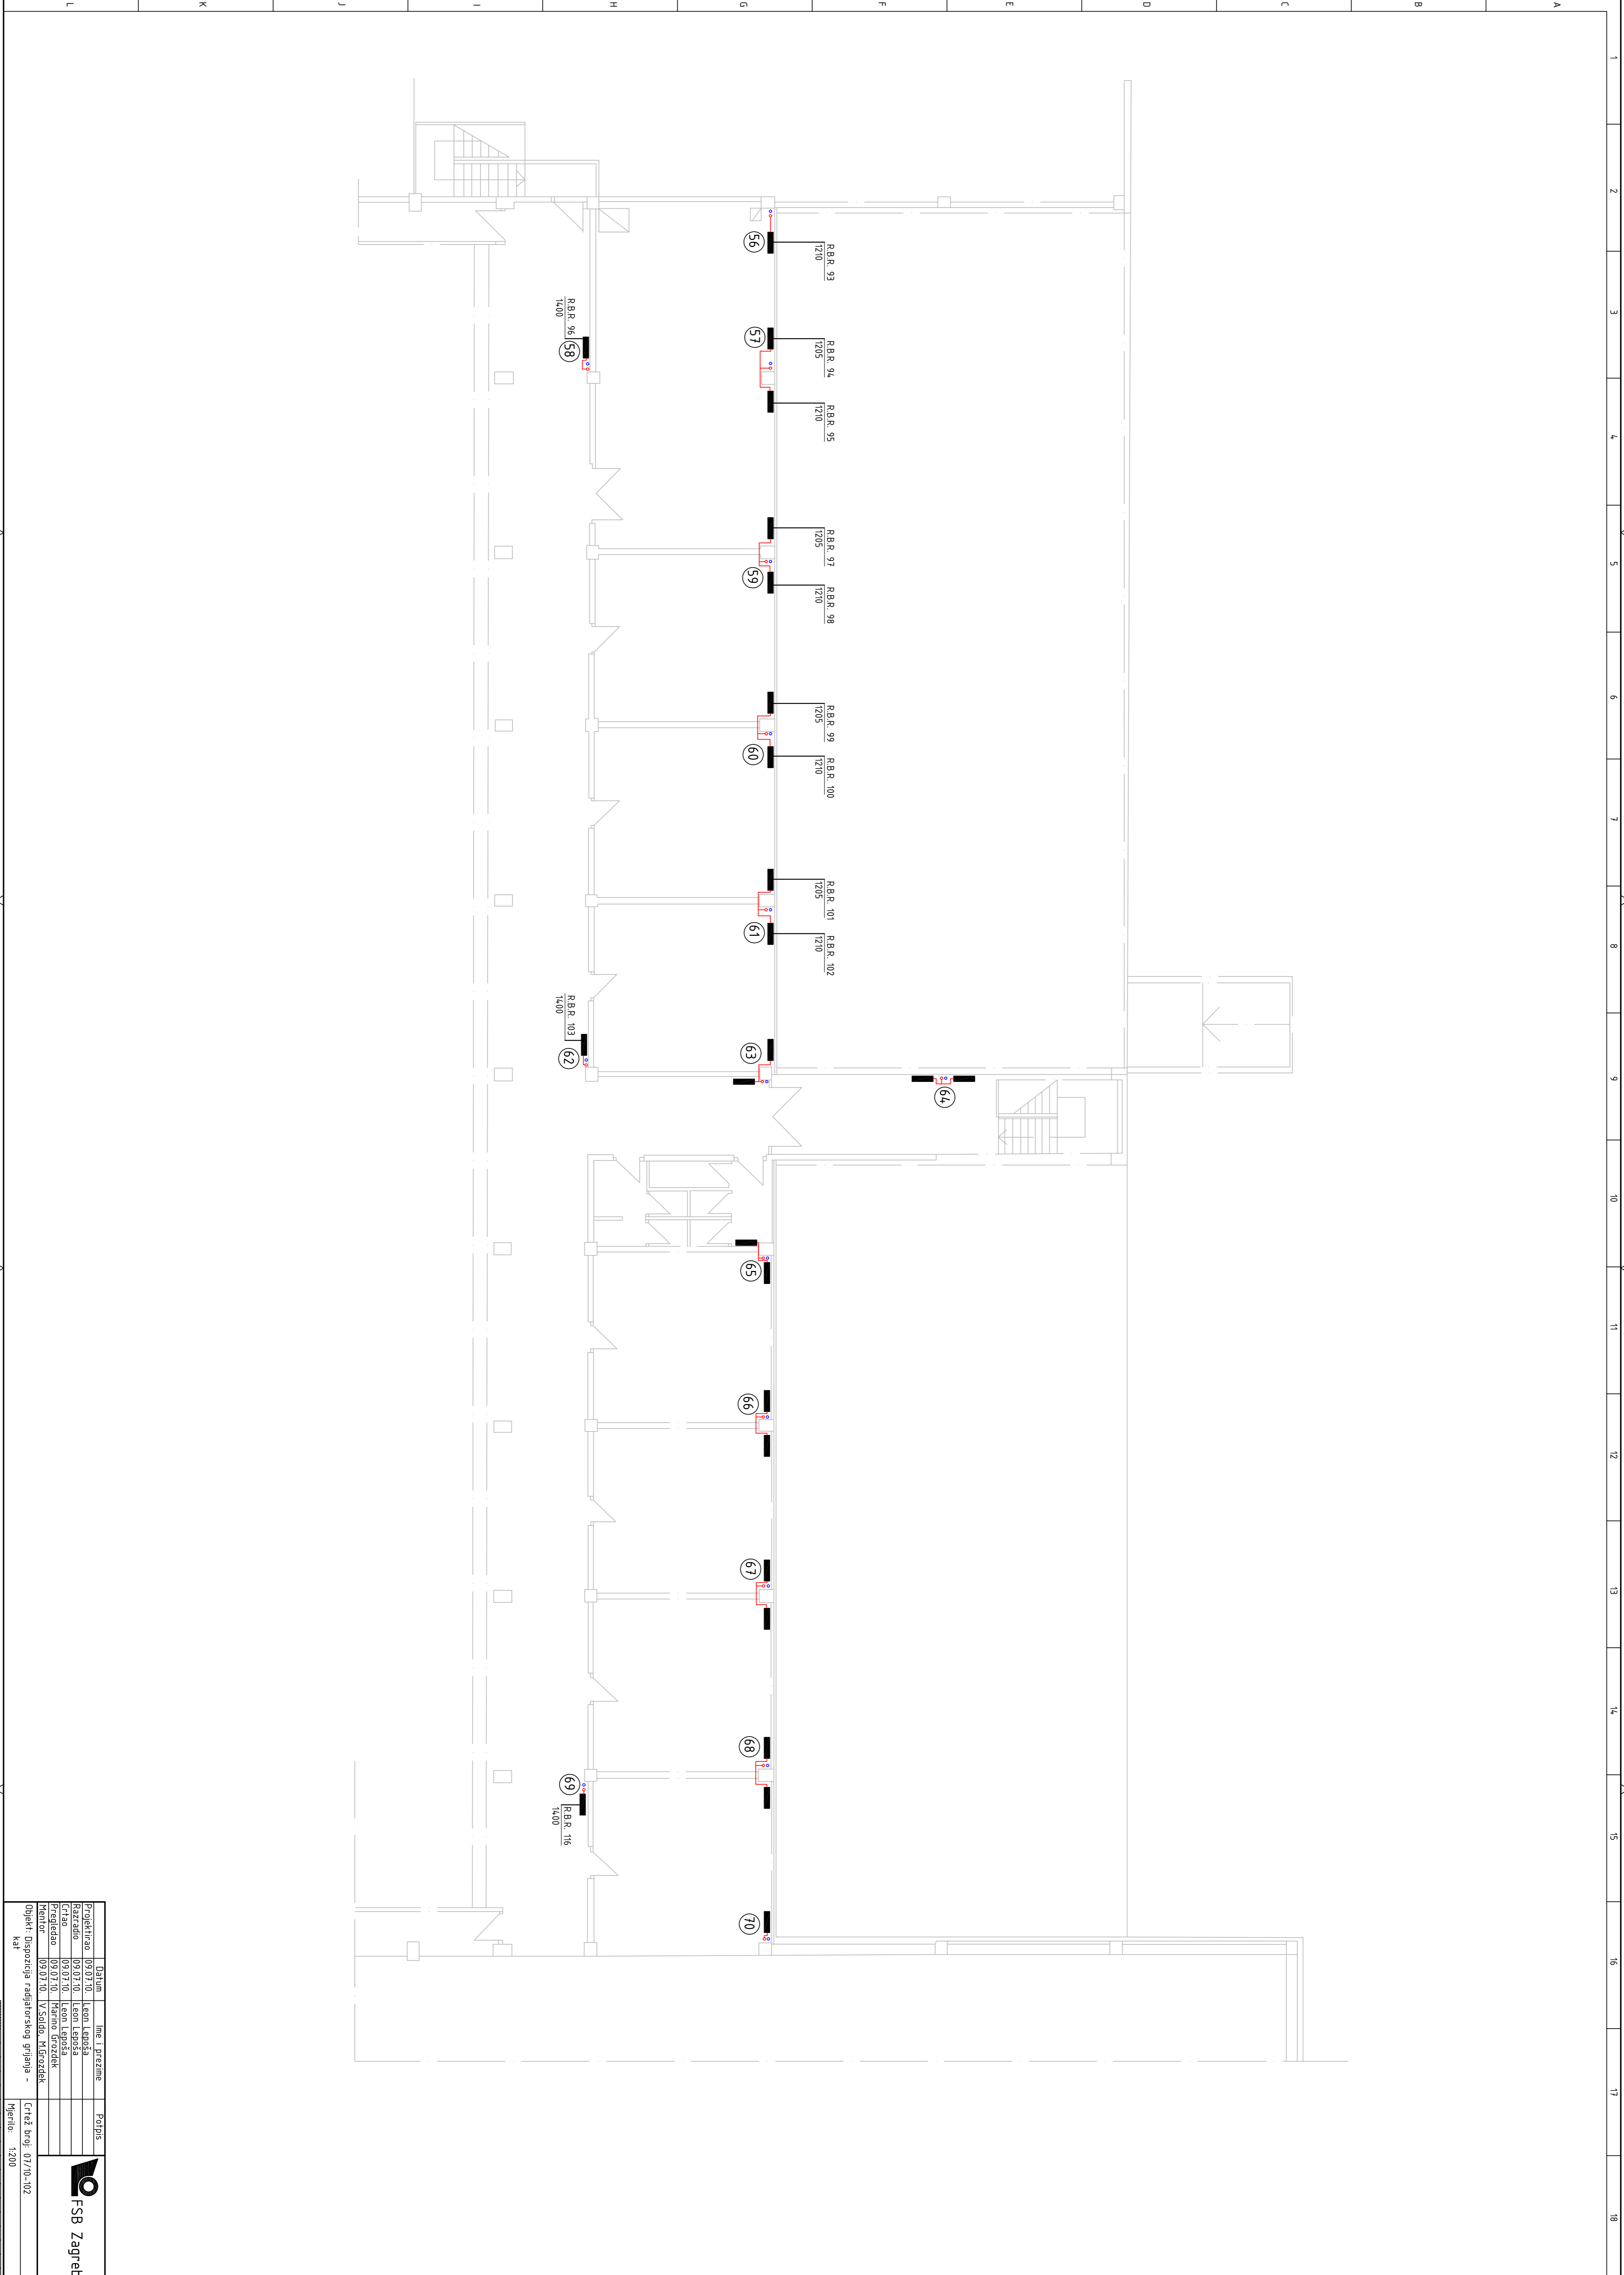 1
2
3
4
5
6
7
8
9
10
11
12
13
14
15
16
17
18
A
B
C
D
E
F
G
H
I
J
K
L
R.B.R. 93
1210
R.B.R. 94
1205
R.B.R. 95
1210
R.B.R. 97
1205
R.B.R. 98
1210
R.B.R. 99
1205
R.B.R. 100
1210
R.B.R. 101
1205
R.B.R. 102
1210
56
57
59
60
61
63
64
65
66
67
68
70
R.B.R. 96
1400
58
R.B.R. 103
1400
62
69
R.B.R. 116
1400
Datum Ime i prezime Potpis
Projektirao 09.07.10. Leon Lepoša
Razradio 09.07.10. Leon Lepoša
Crtao 09.07.10. Leon Lepoša
Pregledao 09.07.10. Marino Grozdek
Mentor 09.07.10. V.Soldo, M.Grozdek
FSB Zagreb
Objekt: Dispozicija radijatorskog grijanja -
kat
Crtež broj: 07/10-102
Mjerilo: 1:200